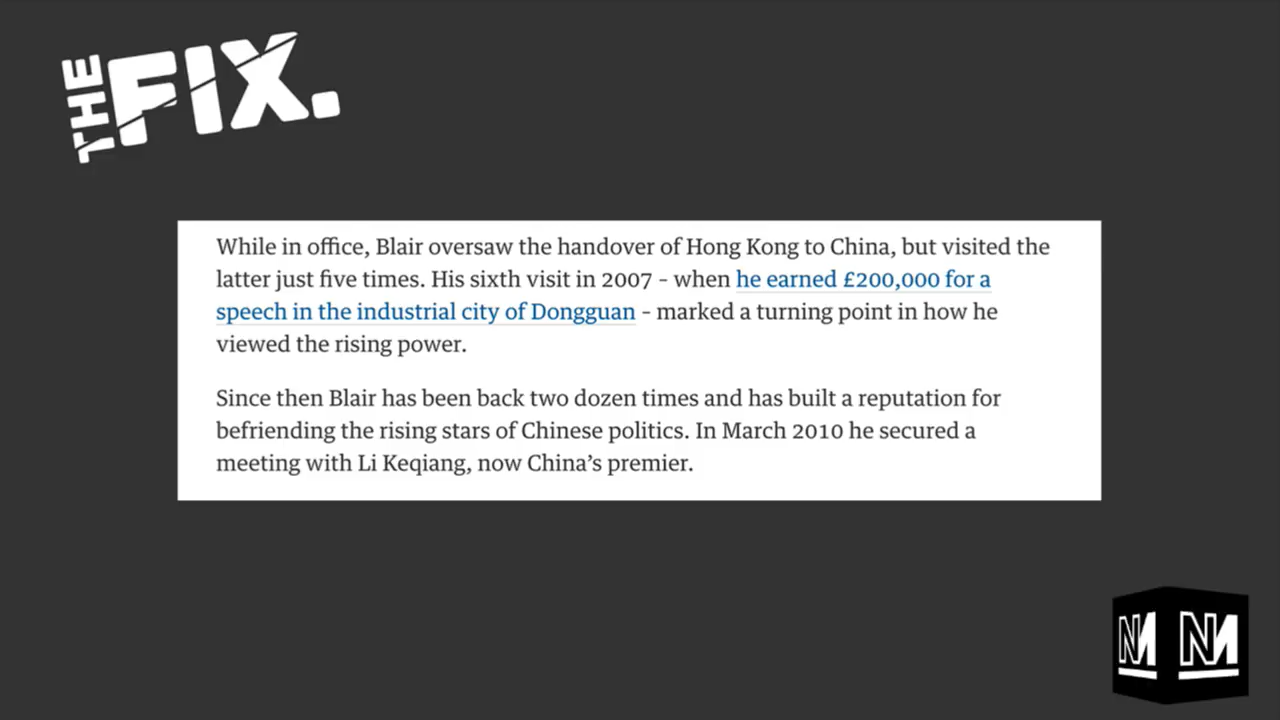 THE FIX.
While in office, Blair oversaw the handover of Hong Kong to China, but visited the
latter just five times. His sixth visit in 2007 – when he earned £200,000 for a
speech in the industrial city of Dongguan – marked a turning point in how he
viewed the rising power.
Since then Blair has been back two dozen times and has built a reputation for
befriending the rising stars of Chinese politics. In March 2010 he secured a
meeting with Li Keqiang, now China’s premier.
NM NM